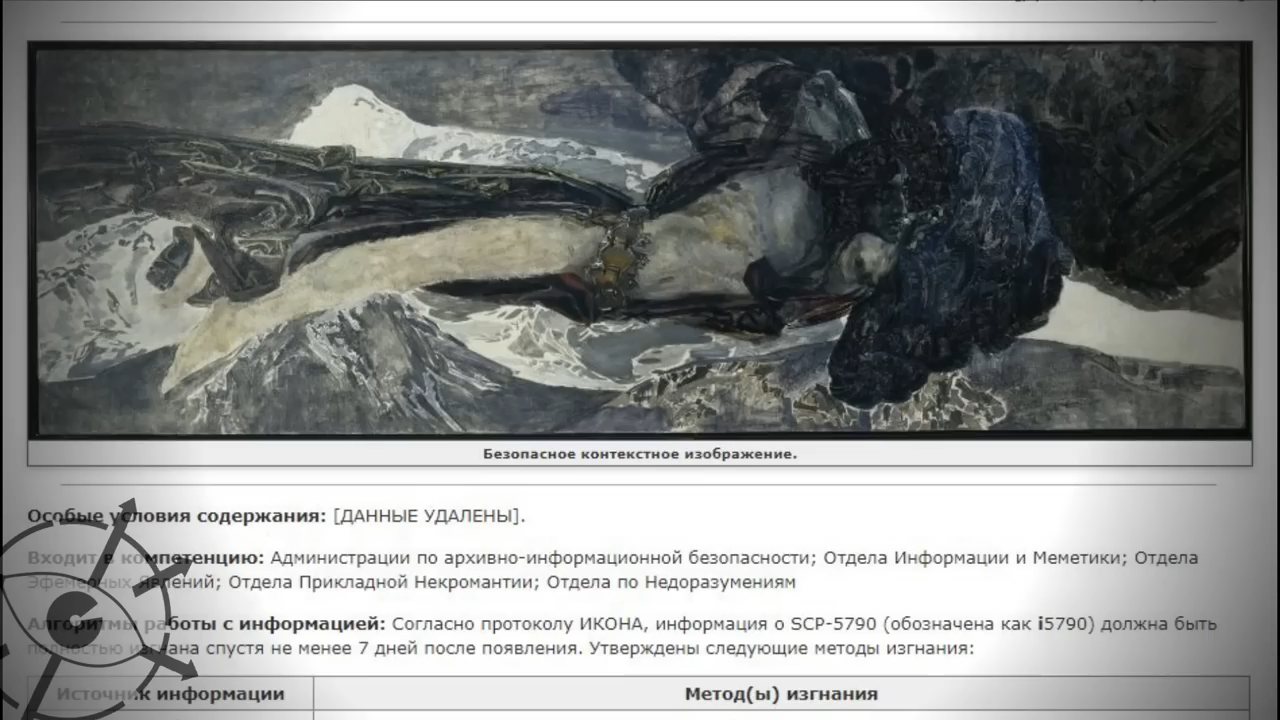 Безопасное контекстное изображение.
Особые условия содержания: [ДАННЫЕ УДАЛЕНЫ].
Входит в компетенцию: Администрации по архивно-информационной безопасности; Отдела Информации и Меметики; Отдела
Эфемерных Явлений; Отдела Прикладной Некромантии; Отдела по Недоразумениям
Алгоритмы работы с информацией: Согласно протоколу ИКОНА, информация о SCP-5790 (обозначена как i5790) должна быть
полностью изгнана спустя не менее 7 дней после появления. Утверждены следующие методы изгнания:
Источник информации Метод(ы) изгнания